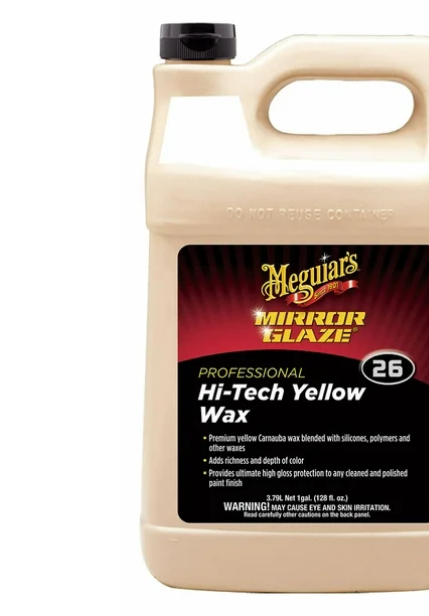 DO NOT REUSE CONTAINER
Meguiar's
SINCE 1901
MIRROR
GLAZE®
26
PROFESSIONAL
Hi-Tech Yellow
Wax
• Premium yellow Carnauba wax blended with silicones, polymers and
other waxes
• Adds richness and depth of color
• Provides ultimate high gloss protection to any cleaned and polished
paint finish
3.79L Net 1gal. (128 fl. oz.)
WARNING! MAY CAUSE EYE AND SKIN IRRITATION.
Read carefully other cautions on the back panel.